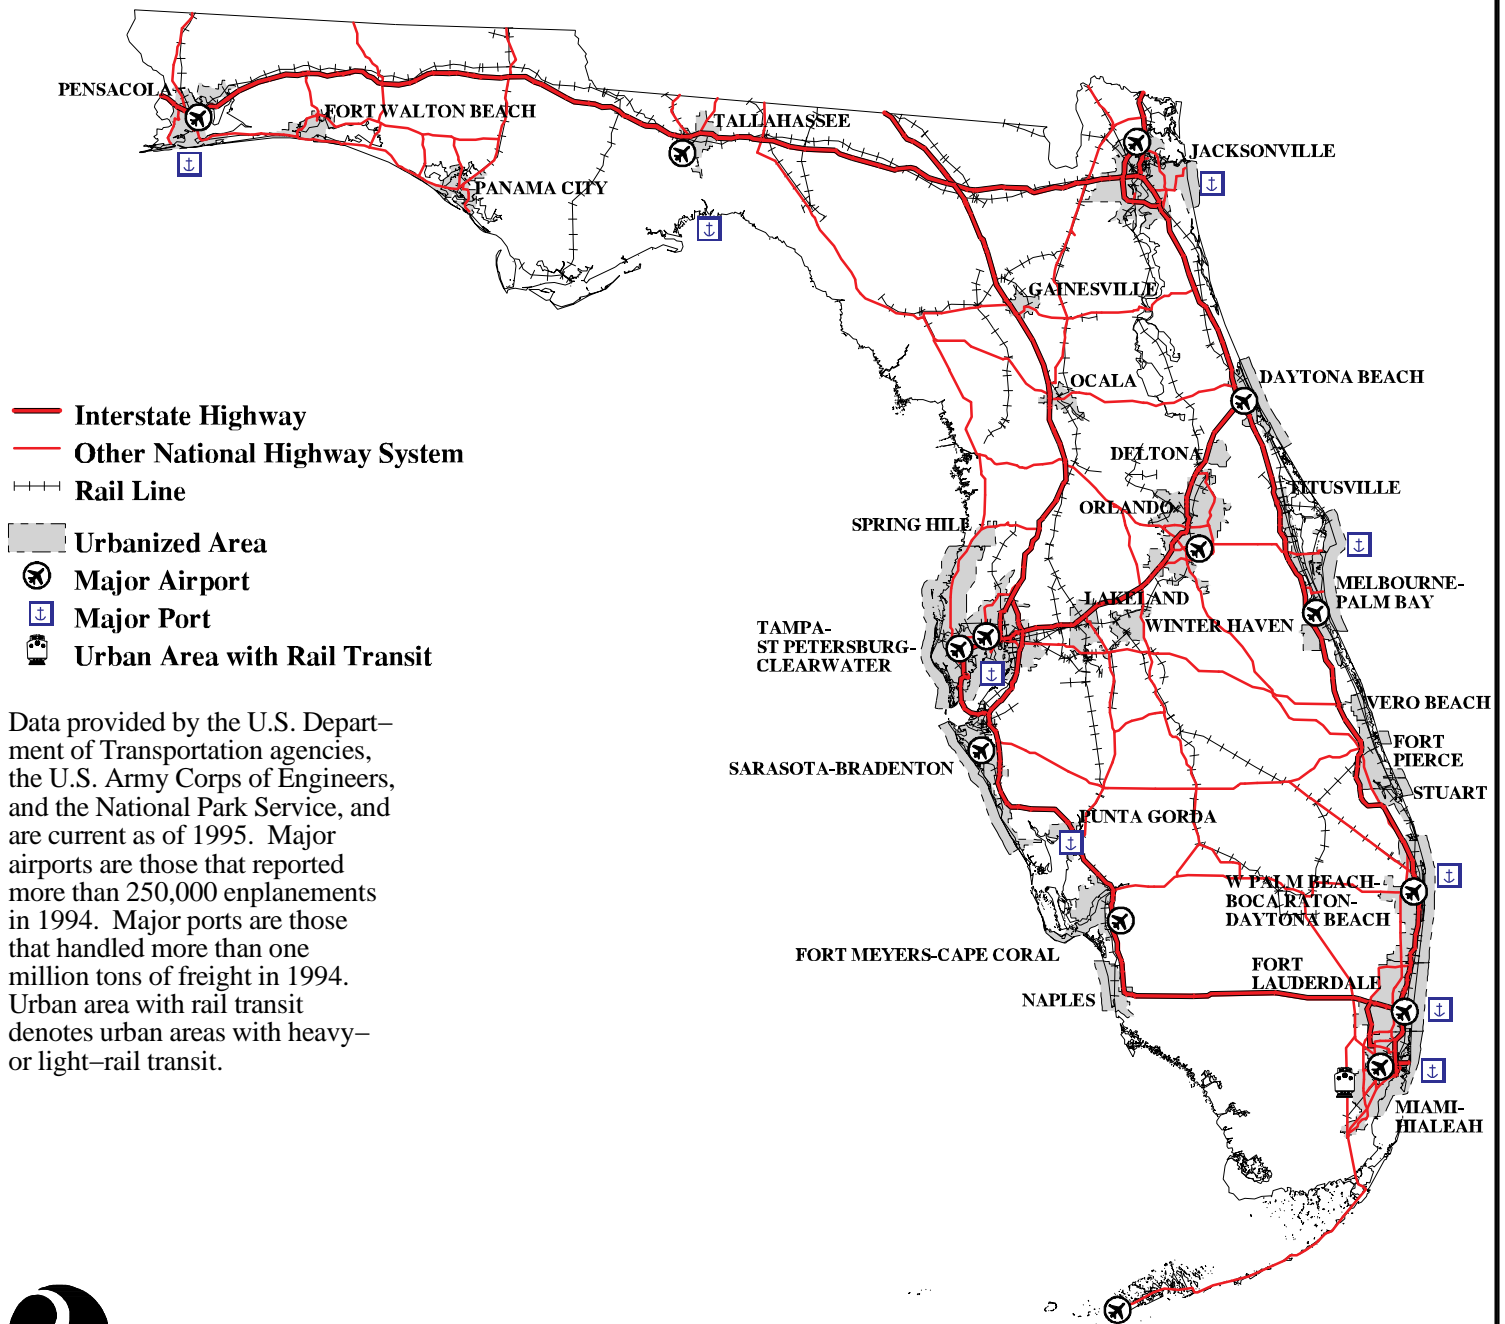 PENSACOLA
FORT WALTON BEACH
TALLAHASSEE
JACKSONVILLE
PANAMA CITY
GAINESVILLE
OCALA
DAYTONA BEACH
DELTONA
TITUSVILLE
ORLANDO
SPRING HILL
MELBOURNE-
PALM BAY
LAKELAND
WINTER HAVEN
TAMPA-
ST PETERSBURG-
CLEARWATER
VERO BEACH
FORT
PIERCE
SARASOTA-BRADENTON
STUART
PUNTA GORDA
W PALM BEACH-
BOCA RATON-
DAYTONA BEACH
FORT MEYERS-CAPE CORAL
FORT
LAUDERDALE
NAPLES
MIAMI-
HIALEAH
Interstate Highway
Other National Highway System
Rail Line
Urbanized Area
Major Airport
Major Port
Urban Area with Rail Transit
Data provided by the U.S. Depart–
ment of Transportation agencies,
the U.S. Army Corps of Engineers,
and the National Park Service, and
are current as of 1995.  Major
airports are those that reported
more than 250,000 enplanements
in 1994.  Major ports are those
that handled more than one
million tons of freight in 1994.
Urban area with rail transit
denotes urban areas with heavy–
or light–rail transit.